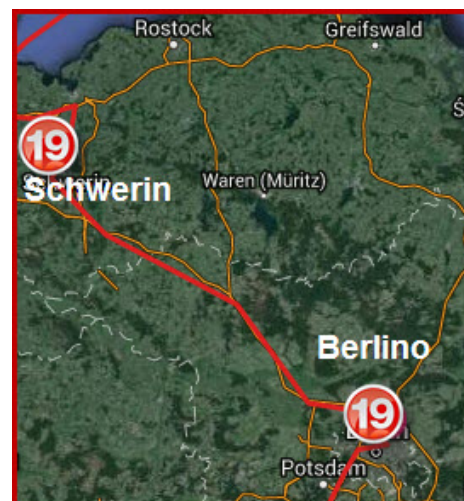 Rostock
Greifswald
19
Schwerin
Waren (Müritz)
Berlino
19
Potsdam